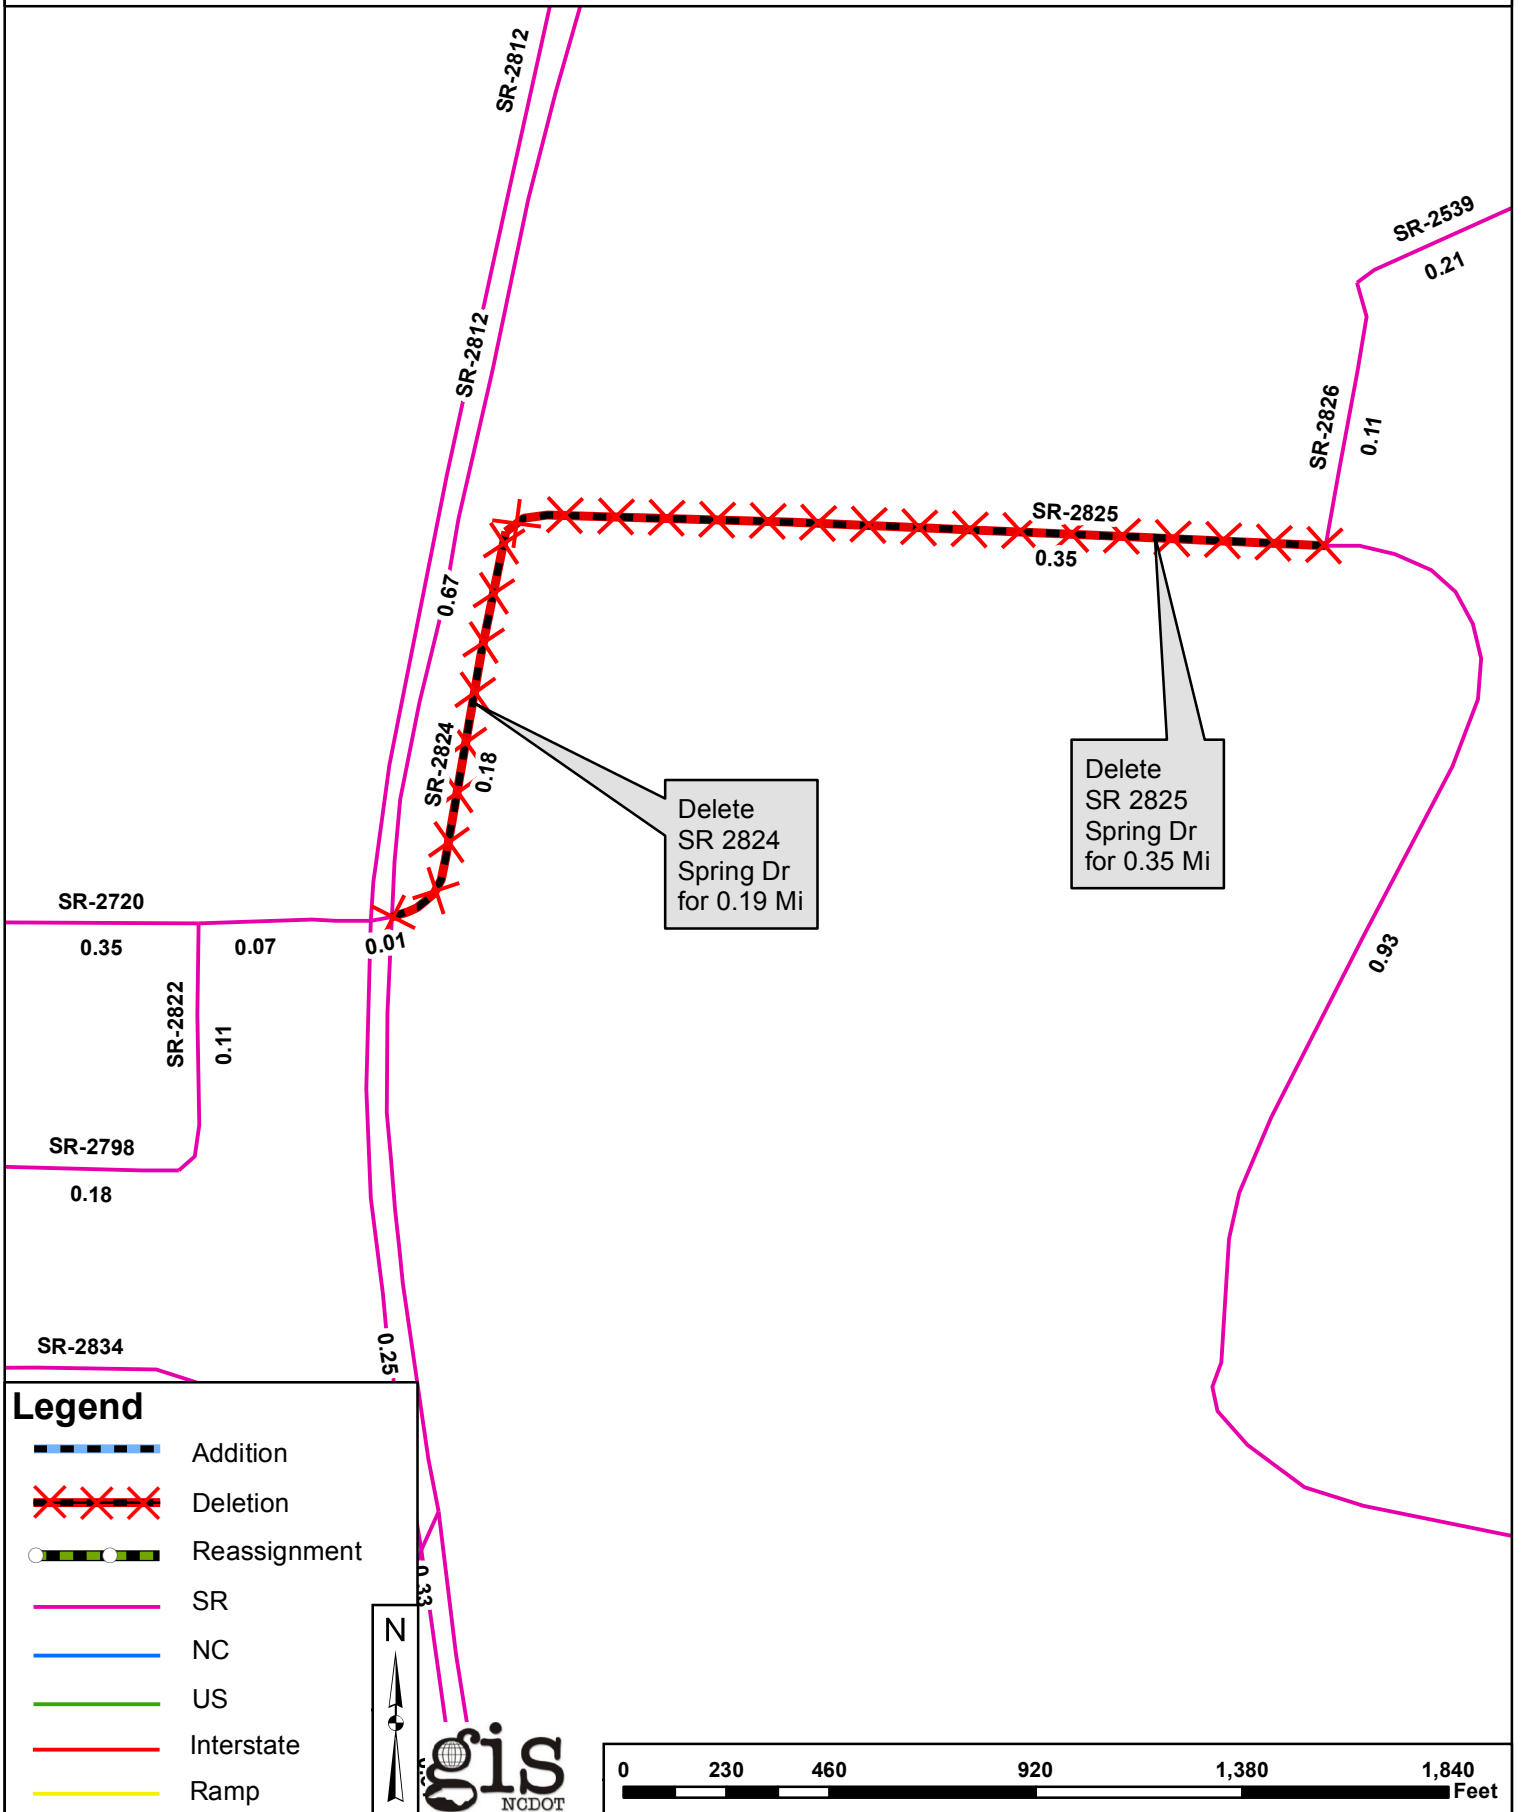 SR-2812
SR-2539
0.21
SR-2812
SR-2826
0.11
SR-2825
0.35
0.67
SR-2824
0.18
Delete
SR 2824
Spring Dr
for 0.19 Mi
Delete
SR 2825
Spring Dr
for 0.35 Mi
SR-2720
0.35
0.07
0.01
0.93
SR-2822
0.11
SR-2798
0.18
SR-2834
0.25
Legend
Addition
Deletion
Reassignment
SR
NC
US
Interstate
Ramp
0.33
N
gis
NCDOT
0 230 460 920 1,380 1,840
Feet